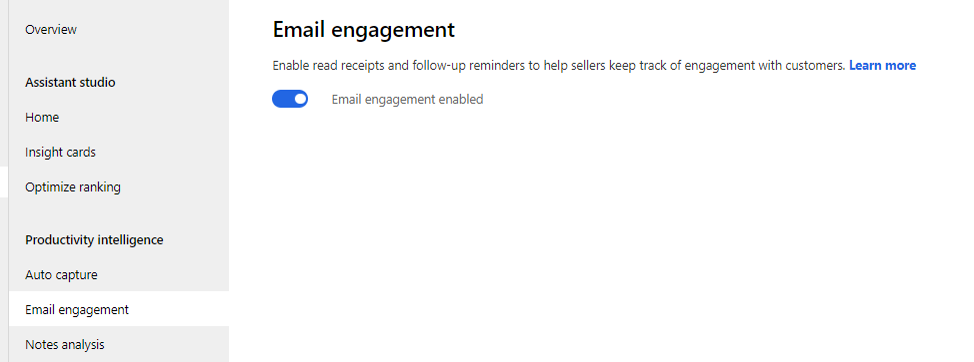 Overview
Assistant studio
Home
Insight cards
Optimize ranking
Productivity intelligence
Auto capture
Email engagement
Notes analysis
Email engagement
Enable read receipts and follow-up reminders to help sellers keep track of engagement with customers. Learn more
Email engagement enabled